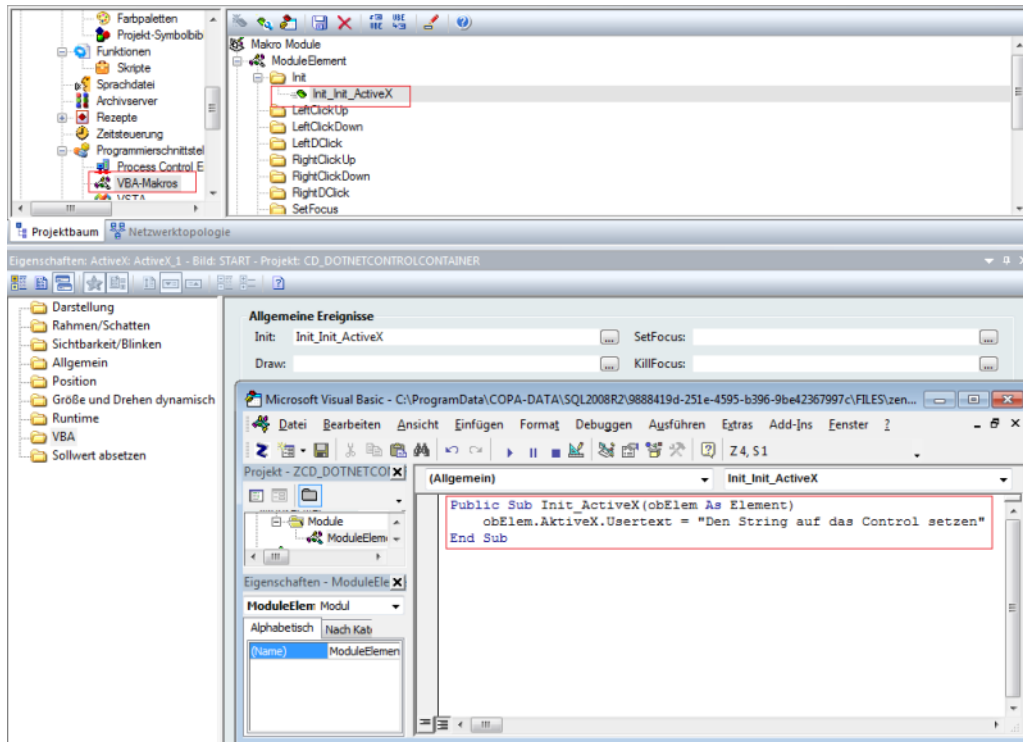 Farbpaletten
Projekt-Symbolbib
Funktionen
Skripte
Sprachdatei
Archivserver
Rezepte
Zeitsteuerung
Programmierschnittstel
Process Control E
VBA-Makros
VSTA
Projektbaum Netzwerktopologie
Makro Module
ModuleElement
Init
Init_Init_ActiveX
LeftClickUp
LeftClickDown
LeftDClick
RightClickUp
RightClickDown
RightDClick
SetFocus
Eigenschaften: ActiveX: ActiveX_1 - Bild: START - Projekt: CD_DOTNETCONTROLCONTAINER
Darstellung
Rahmen/Schatten
Sichtbarkeit/Blinken
Allgemein
Position
Größe und Drehen dynamisch
Runtime
VBA
Sollwert absetzen
Allgemeine Ereignisse
Init: Init_Init_ActiveX ... SetFocus: ...
Draw: ... KillFocus: ...
Microsoft Visual Basic - C:\ProgramData\COPA-DATA\SQL2008R2\9888419d-251e-4595-b396-9be42367997c\FILES\zen...
Datei Bearbeiten Ansicht Einfügen Format Debuggen Ausführen Extras Add-Ins Fenster ?
Z 4, S 1
Projekt - ZCD_DOTNETCO
Module
ModuleElem
Eigenschaften - ModuleEle
ModuleElem Modul
Alphabetisch Nach Kat
(Name) ModuleElemen
(Allgemein) Init_Init_ActiveX
Public Sub Init_ActiveX(obElem As Element)
obElem.AktiveX.Usertext = "Den String auf das Control setzen"
End Sub